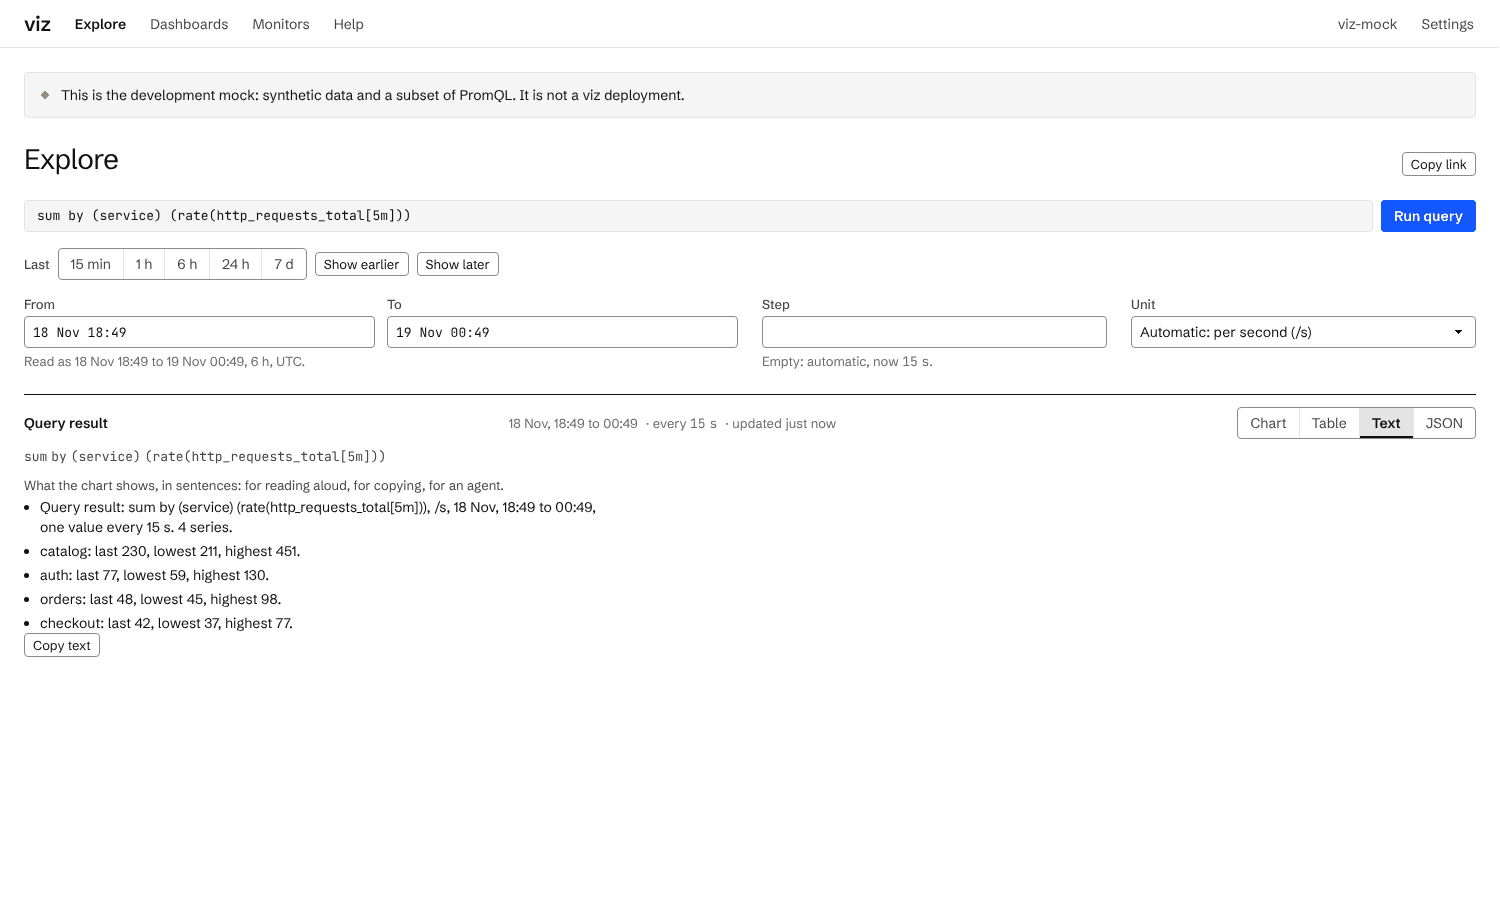 viz Explore Dashboards Monitors Help viz-mock Settings
This is the development mock: synthetic data and a subset of PromQL. It is not a viz deployment.
Explore
Copy link
sum by (service) (rate(http_requests_total[5m])) Run query
Last 15 min 1 h 6 h 24 h 7 d Show earlier Show later
From To Step Unit
18 Nov 18:49 19 Nov 00:49 Automatic: per second (/s)
Read as 18 Nov 18:49 to 19 Nov 00:49, 6 h, UTC. Empty: automatic, now 15 s.
Query result 18 Nov, 18:49 to 00:49 · every 15 s · updated just now Chart Table Text JSON
sum by (service) (rate(http_requests_total[5m]))
What the chart shows, in sentences: for reading aloud, for copying, for an agent.
• Query result: sum by (service) (rate(http_requests_total[5m])), /s, 18 Nov, 18:49 to 00:49,
one value every 15 s. 4 series.
• catalog: last 230, lowest 211, highest 451.
• auth: last 77, lowest 59, highest 130.
• orders: last 48, lowest 45, highest 98.
• checkout: last 42, lowest 37, highest 77.
Copy text